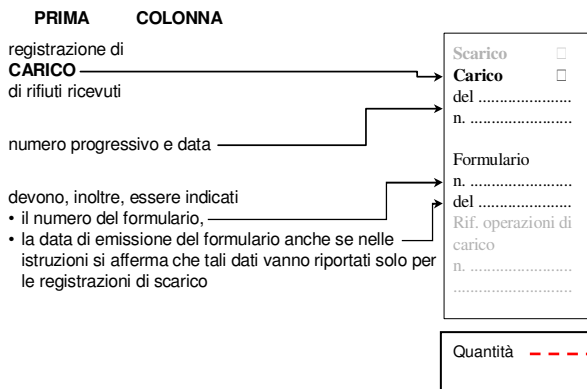 PRIMA COLONNA
registrazione di
CARICO
di rifiuti ricevuti
numero progressivo e data
devono, inoltre, essere indicati
• il numero del formulario,
• la data di emissione del formulario anche se nelle
istruzioni si afferma che tali dati vanno riportati solo per
le registrazioni di scarico
Scarico □
Carico □
del ......................
n. ........................
Formulario
n. ........................
del ......................
Rif. operazioni di
carico
n. ........................
............................
Quantità